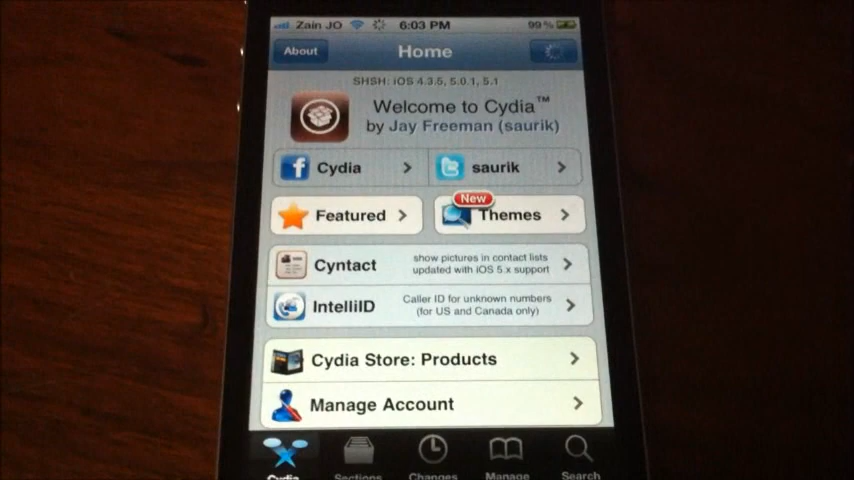 Zain JO 6:03 PM 99%
About Home
SHSH: iOS 4.3.5, 5.0.1, 5.1
Welcome to Cydia™
by Jay Freeman (saurik)
Cydia saurik
New
Featured Themes
Cyntact show pictures in contact lists
updated with iOS 5.x support
IntelliID Caller ID for unknown numbers
(for US and Canada only)
Cydia Store: Products
Manage Account
Cydia Sections Changes Manage Search